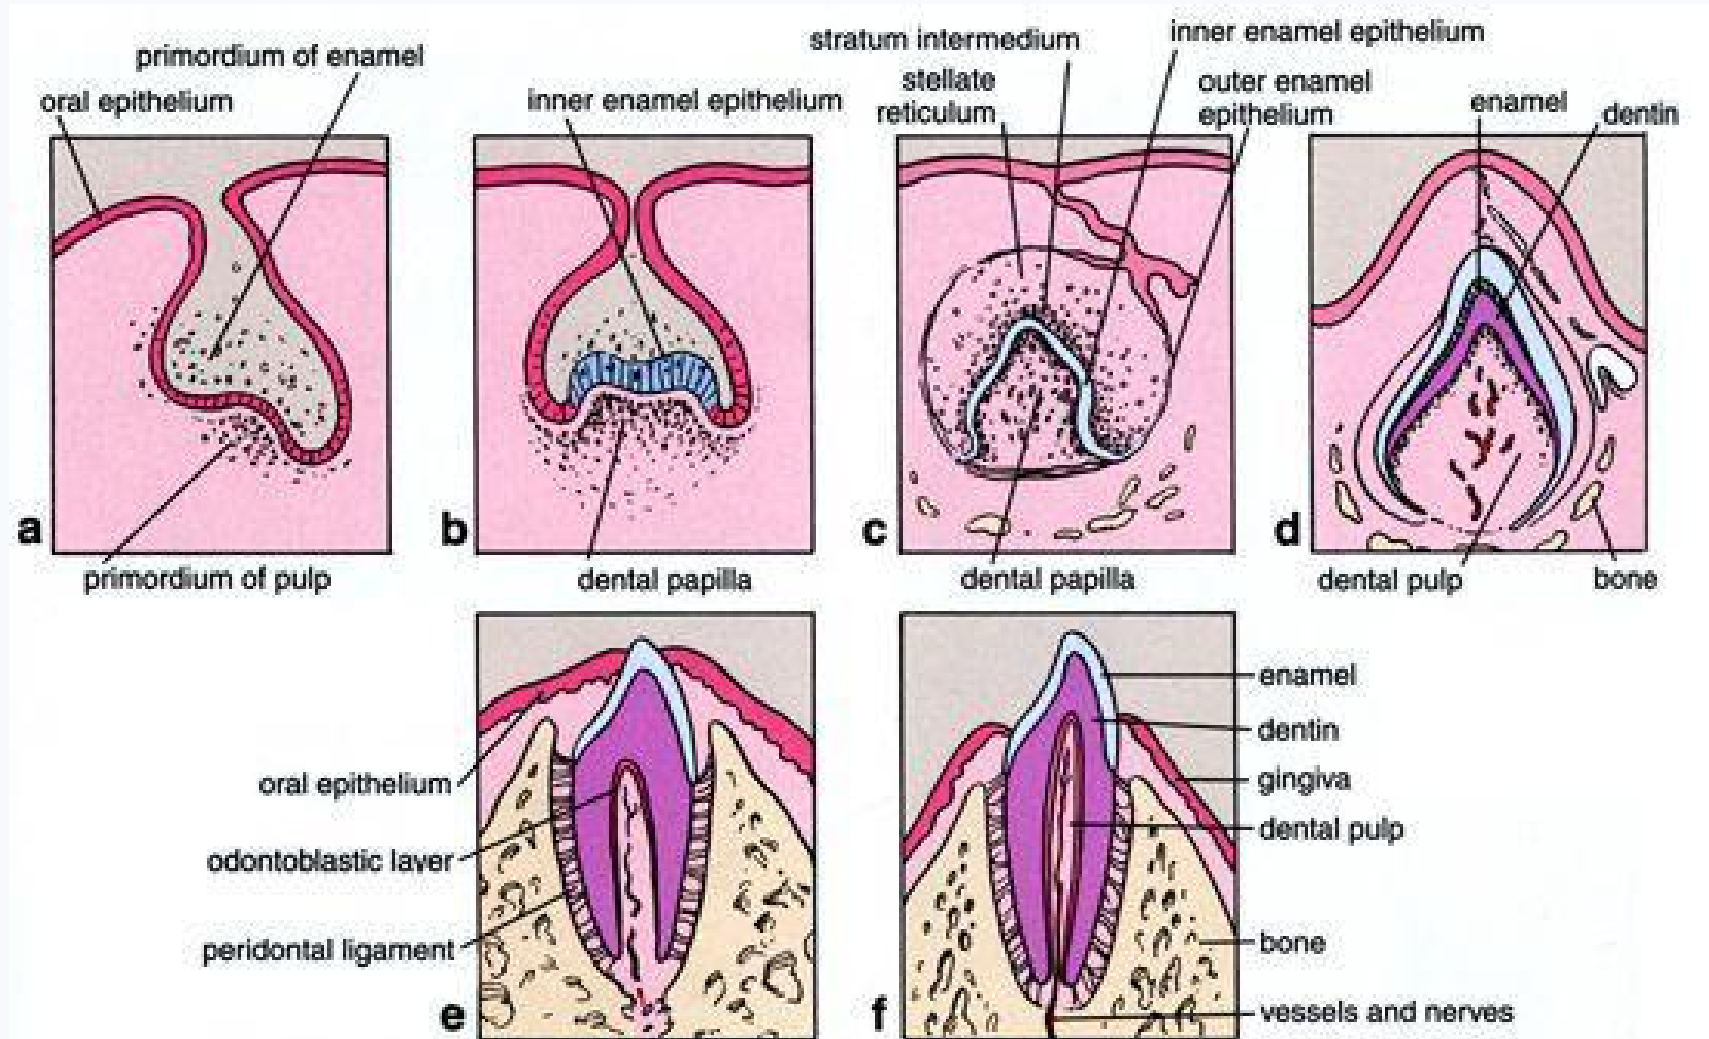 primordium of enamel
oral epithelium
a
primordium of pulp
inner enamel epithelium
b
dental papilla
stratum intermedium
stellate
reticulum
inner enamel epithelium
outer enamel
epithelium
c
dental papilla
enamel
dentin
d
dental pulp
bone
oral epithelium
odontoblastic layer
peridontal ligament
e
enamel
dentin
gingiva
dental pulp
bone
vessels and nerves
f